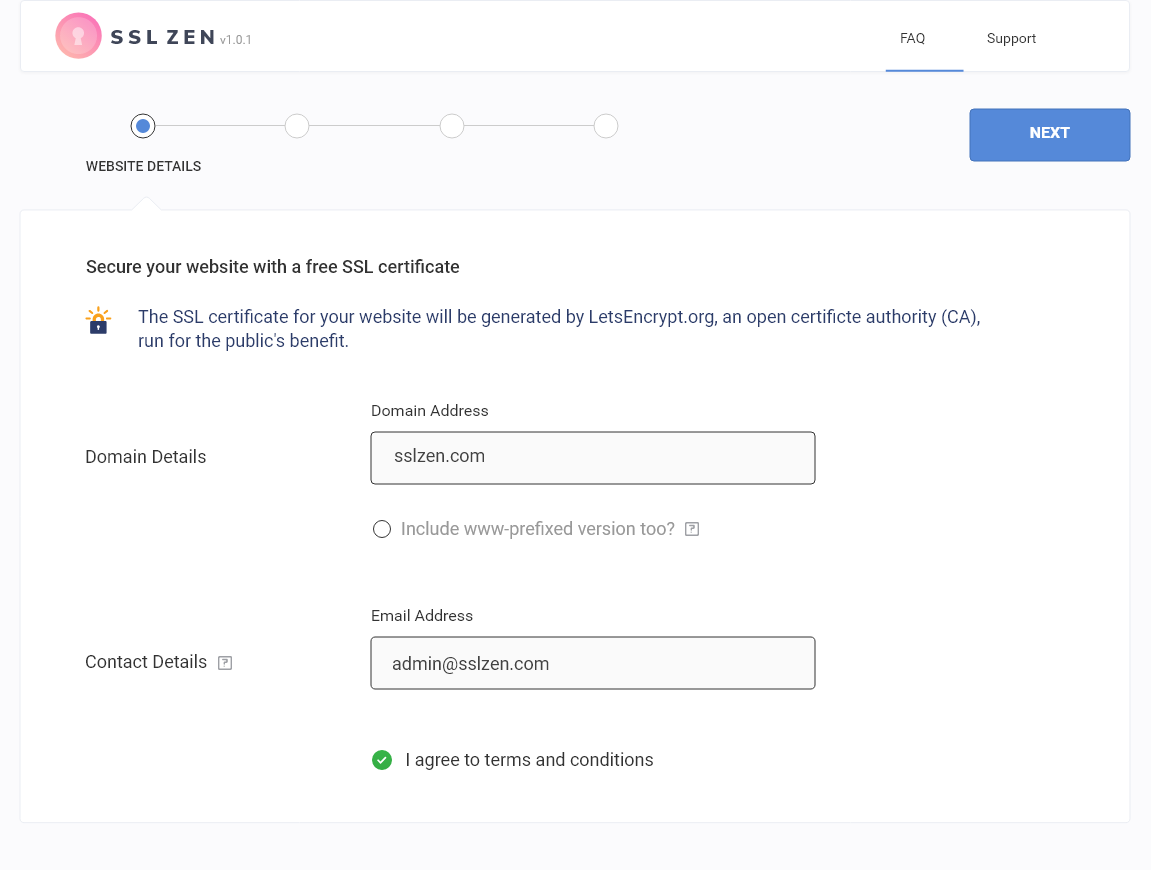 SSL ZEN v1.0.1
FAQ
Support
NEXT
WEBSITE DETAILS
Secure your website with a free SSL certificate
The SSL certificate for your website will be generated by LetsEncrypt.org, an open certificte authority (CA),
run for the public's benefit.
Domain Address
Domain Details
sslzen.com
Include www-prefixed version too? ?
Email Address
Contact Details ?
admin@sslzen.com
I agree to terms and conditions